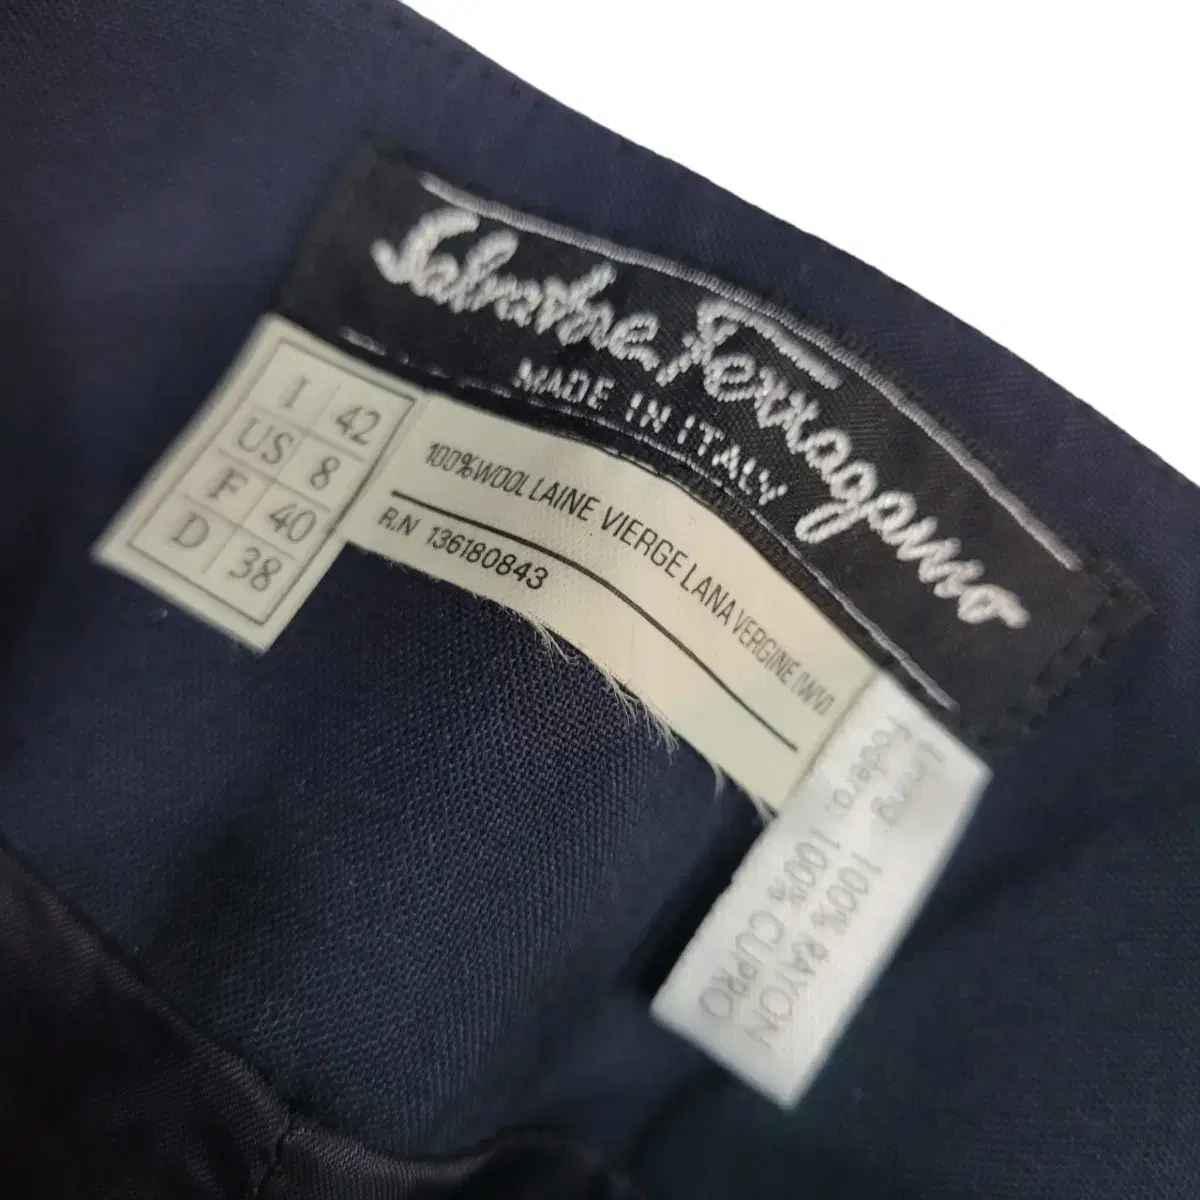 Salvatore Ferragamo
MADE IN ITALY
I 42
US 8
F 40
D 38
100% WOOL LAINE VIERGE LANA VERGINE (WV)
R.N 136180843
Lining 100% RAYON
Fodera: 100% CUPRO